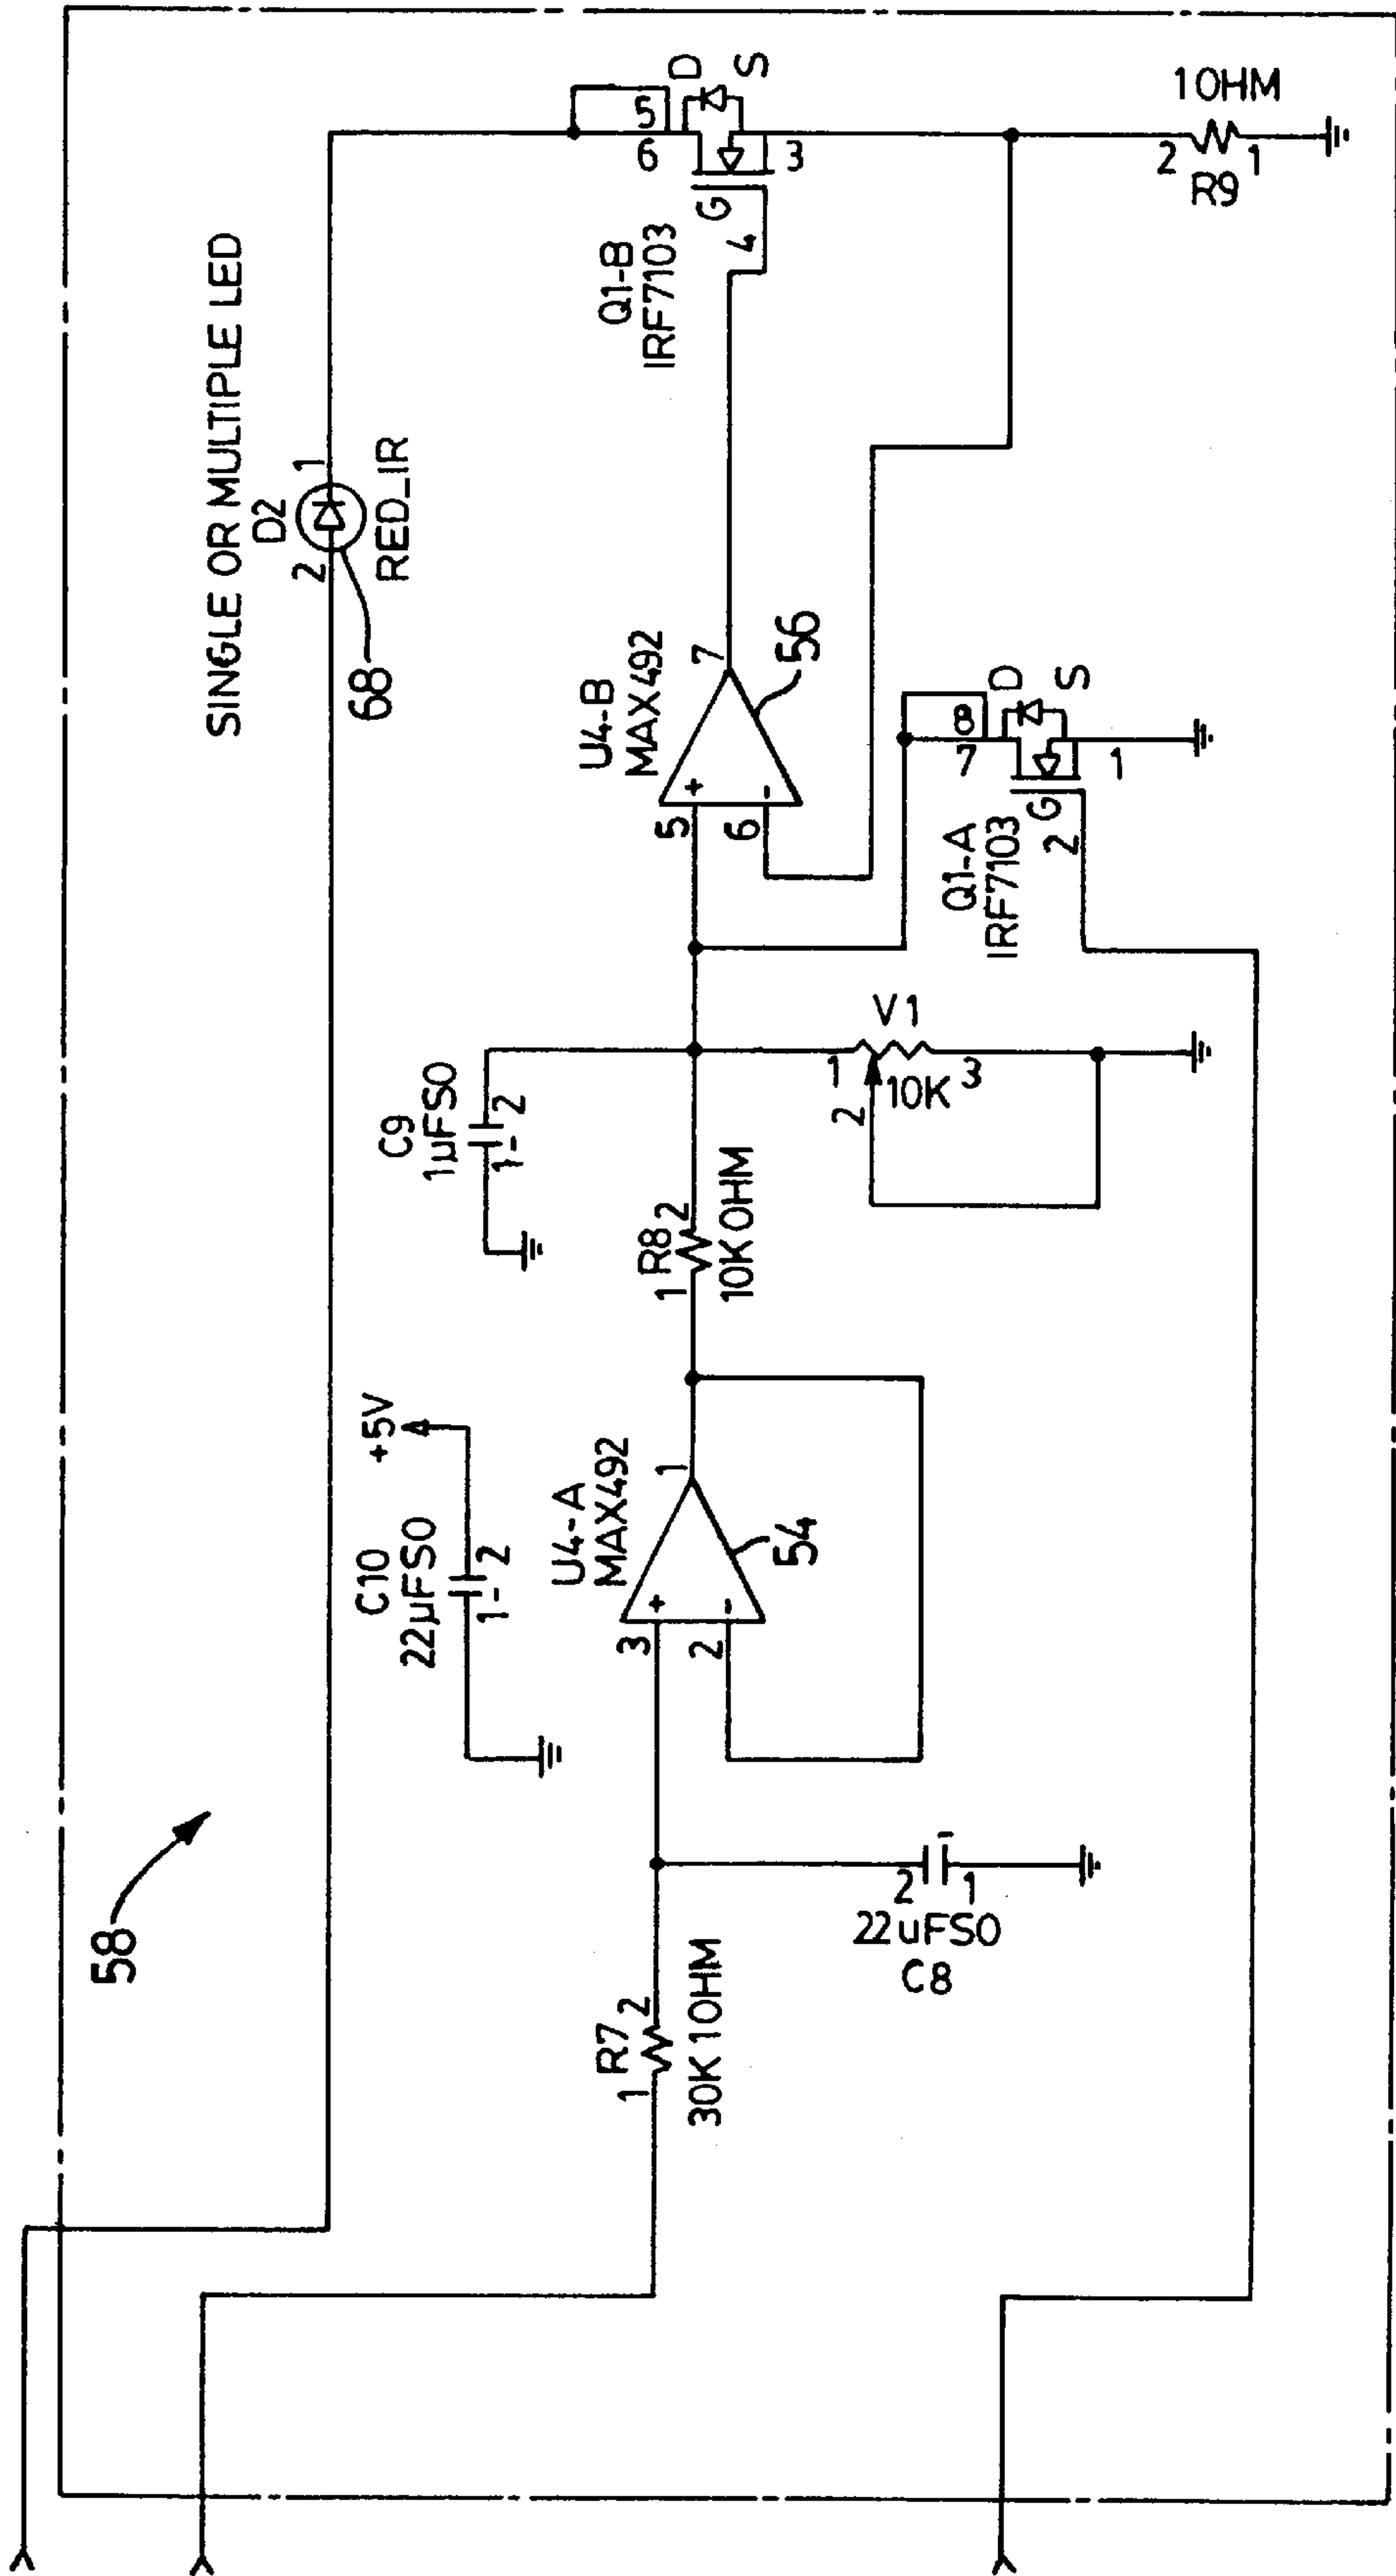 58
SINGLE OR MULTIPLE LED
D2
2
1
RED_IR
68
C10
22µFS0
1-
2
+5V
C9
1µFS0
1-
2
U4-A
MAX492
3
2
+
-
1
54
R7
1
2
30K 1OHM
2
-
1
22uFS0
C8
R8
1
2
10K OHM
V1
1
2
3
10K
U4-B
MAX492
5
6
+
-
7
56
Q1-A
IRF7103
2
G
7
8
D
S
1
Q1-B
IRF7103
4
G
6
5
D
S
3
1OHM
2
1
R9